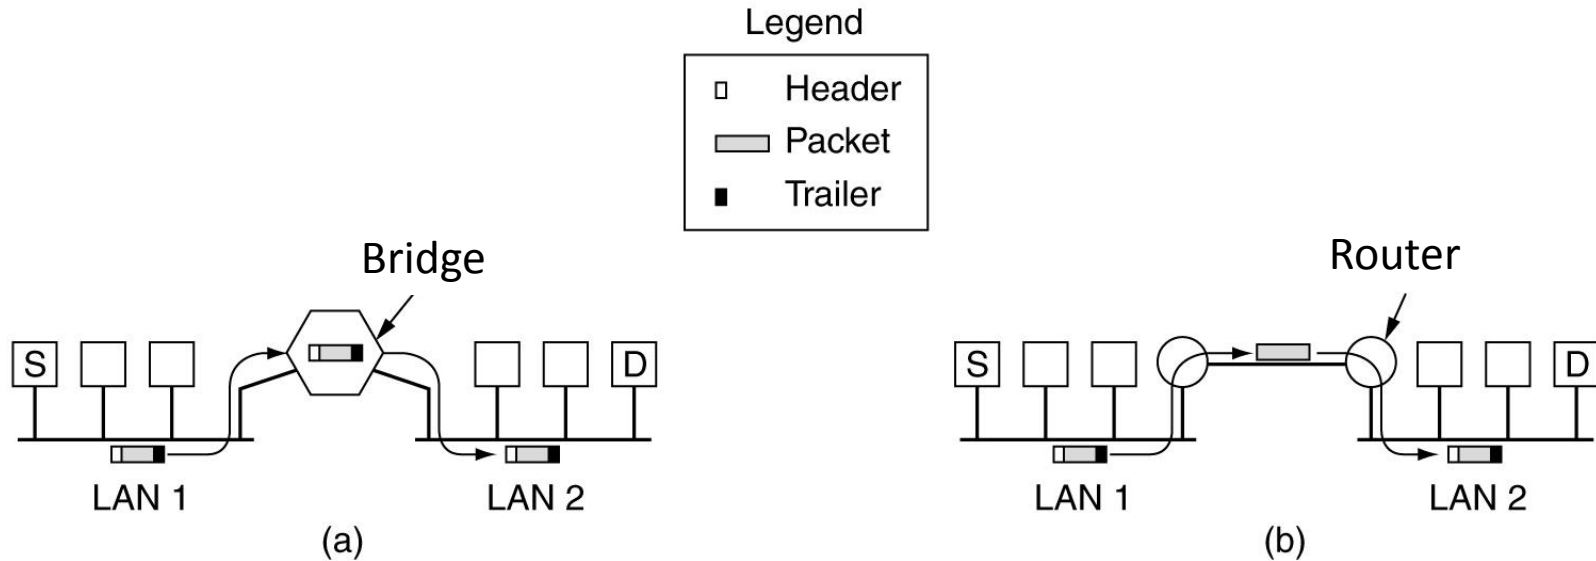 Legend
Header
Packet
Trailer
Bridge
S
D
LAN 1
LAN 2
(a)
Router
S
D
LAN 1
LAN 2
(b)